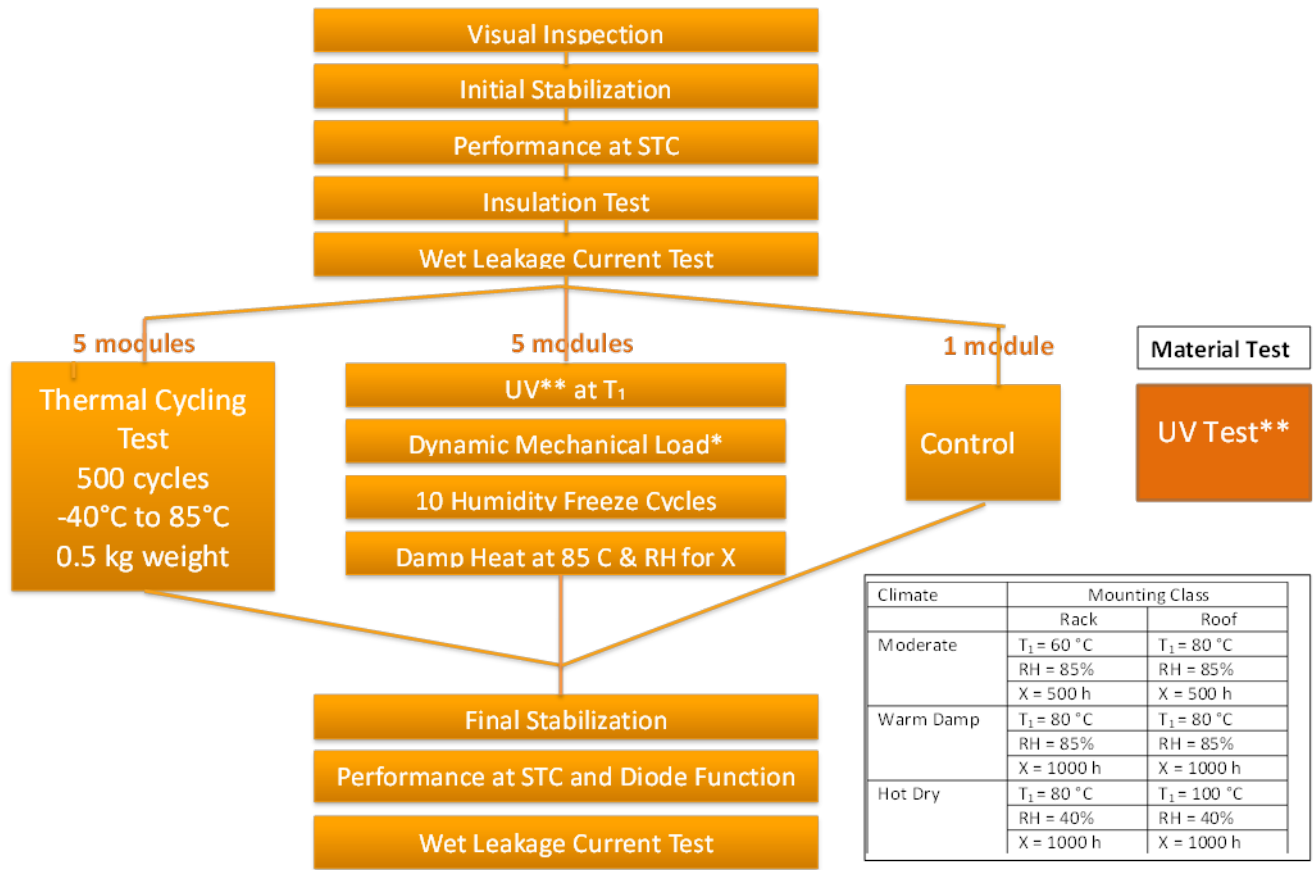 Visual Inspection
Initial Stabilization
Performance at STC
Insulation Test
Wet Leakage Current Test
5 modules
5 modules
1 module
Thermal Cycling
Test
500 cycles
-40°C to 85°C
0.5 kg weight
UV** at T₁
Dynamic Mechanical Load*
10 Humidity Freeze Cycles
Damp Heat at 85 C & RH for X
Control
Material Test
UV Test**
Climate Mounting Class
Rack Roof
Moderate T₁ = 60 °C T₁ = 80 °C
RH = 85% RH = 85%
X = 500 h X = 500 h
Warm Damp T₁ = 80 °C T₁ = 80 °C
RH = 85% RH = 85%
X = 1000 h X = 1000 h
Hot Dry T₁ = 80 °C T₁ = 100 °C
RH = 40% RH = 40%
X = 1000 h X = 1000 h
Final Stabilization
Performance at STC and Diode Function
Wet Leakage Current Test